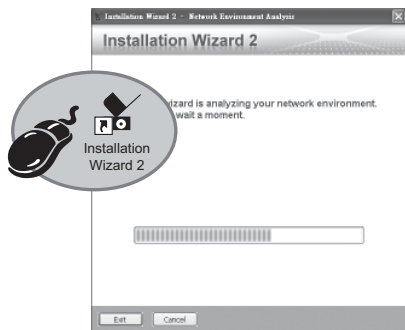 Installation Wizard 2 - Network Environment Analysis
Installation Wizard 2
izard is analyzing your network environment.
wait a moment.
Installation
Wizard 2
Exit
Cancel